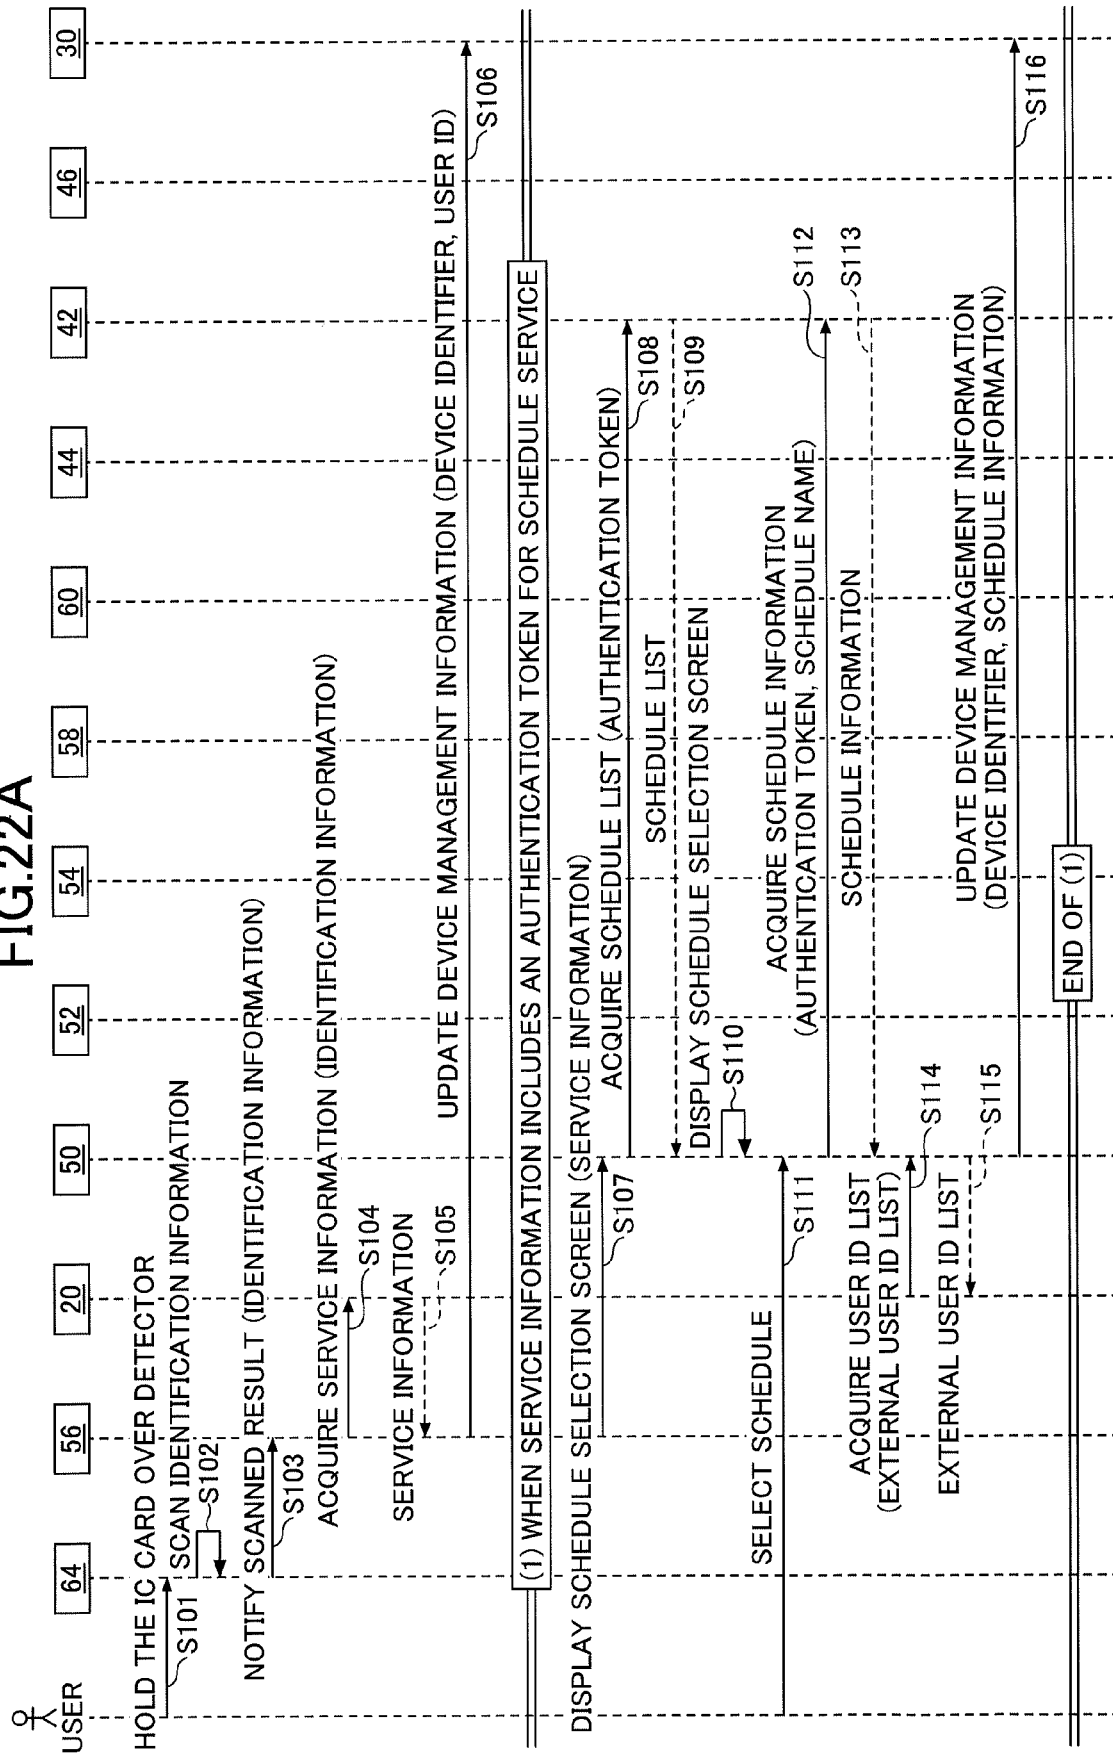 FIG.22A
USER
64
56
20
50
52
54
58
60
44
42
46
30
HOLD THE IC CARD OVER DETECTOR
S101
SCAN IDENTIFICATION INFORMATION
S102
NOTIFY SCANNED RESULT (IDENTIFICATION INFORMATION)
S103
ACQUIRE SERVICE INFORMATION (IDENTIFICATION INFORMATION)
S104
SERVICE INFORMATION
S105
UPDATE DEVICE MANAGEMENT INFORMATION (DEVICE IDENTIFIER, USER ID)
S106
(1) WHEN SERVICE INFORMATION INCLUDES AN AUTHENTICATION TOKEN FOR SCHEDULE SERVICE
DISPLAY SCHEDULE SELECTION SCREEN (SERVICE INFORMATION)
S107
ACQUIRE SCHEDULE LIST (AUTHENTICATION TOKEN)
S108
SCHEDULE LIST
S109
DISPLAY SCHEDULE SELECTION SCREEN
S110
SELECT SCHEDULE
S111
ACQUIRE SCHEDULE INFORMATION
(AUTHENTICATION TOKEN, SCHEDULE NAME)
S112
SCHEDULE INFORMATION
S113
ACQUIRE USER ID LIST
(EXTERNAL USER ID LIST)
S114
EXTERNAL USER ID LIST
S115
UPDATE DEVICE MANAGEMENT INFORMATION
(DEVICE IDENTIFIER, SCHEDULE INFORMATION)
S116
END OF (1)